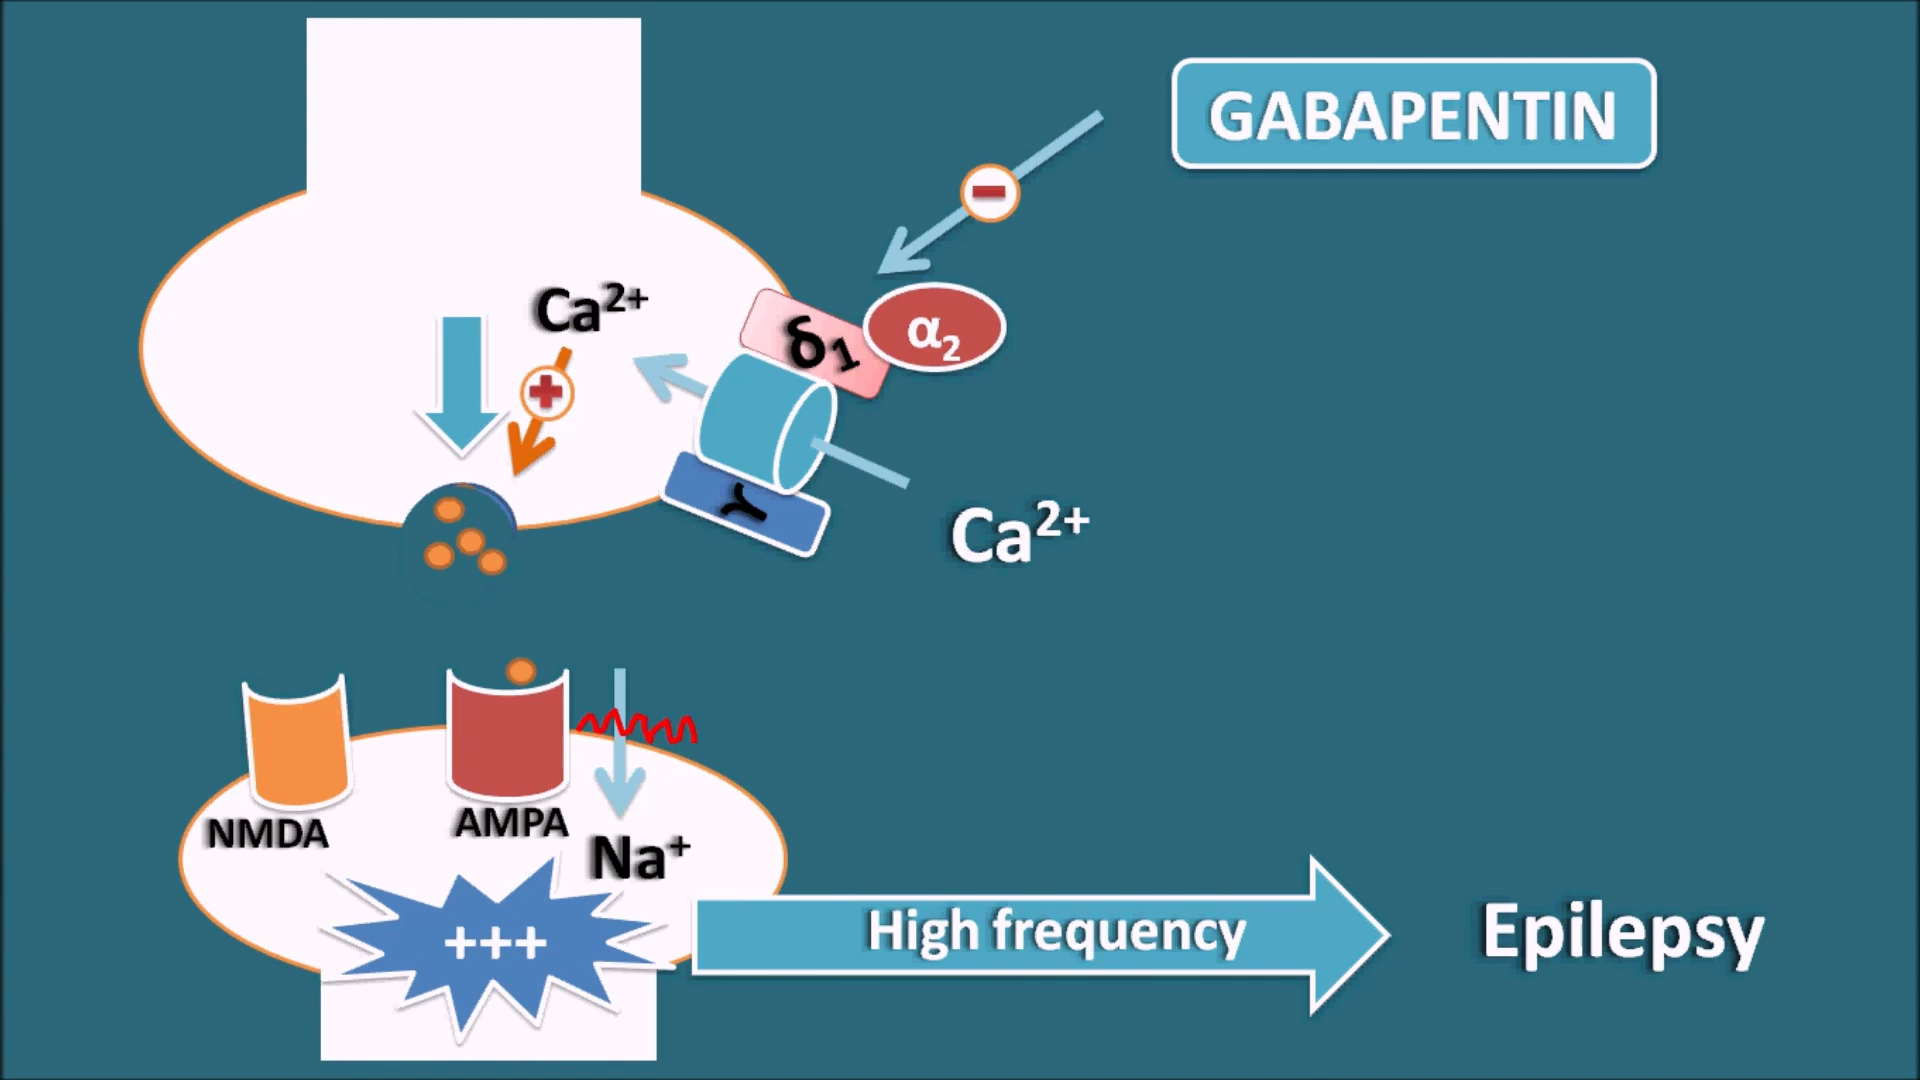 GABAPENTIN
Ca²⁺
δ₁
α₂
γ
Ca²⁺
NMDA
AMPA
Na⁺
+++
High frequency
Epilepsy